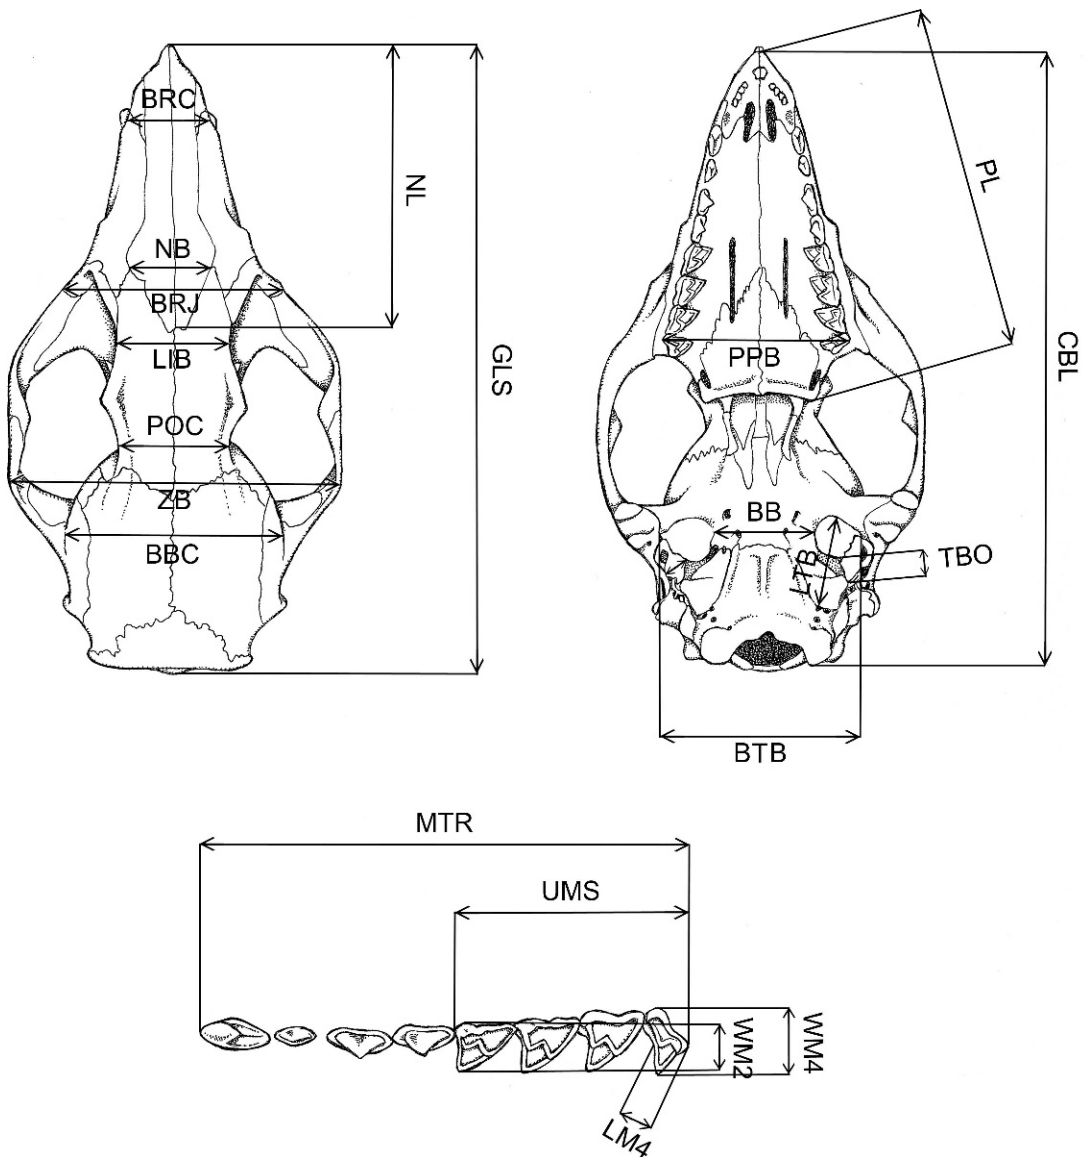 BRC
NL
NB
BRJ
LIB
GLS
POC
ZB
BBC
PL
PPB
CBL
BB
LTB
TBO
BTB
MTR
UMS
WM2
WM4
LM4